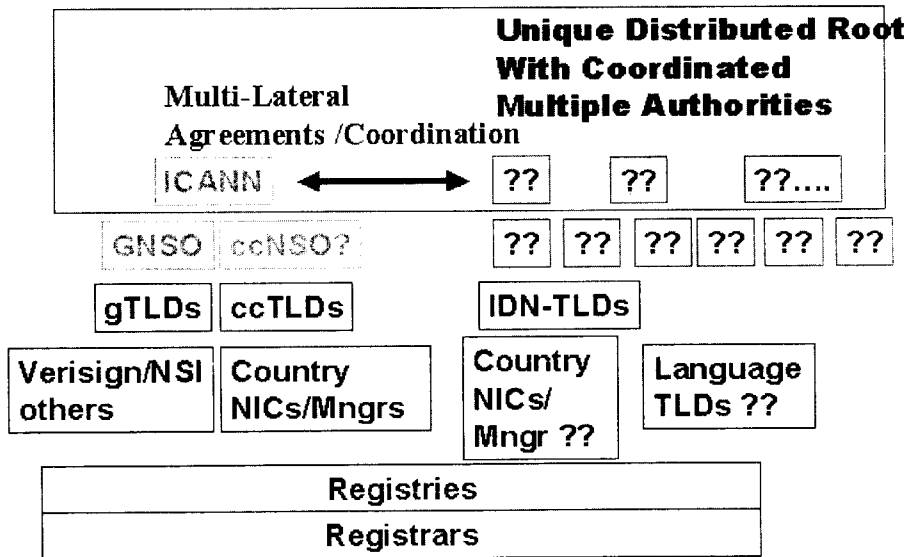 Unique Distributed Root
With Coordinated
Multiple Authorities
Multi-Lateral
Agreements /Coordination
ICANN
??
??
??....
GNSO
ccNSO?
??
??
??
??
??
??
gTLDs
ccTLDs
IDN-TLDs
Verisign/NSI
others
Country
NICs/Mngrs
Country
NICs/
Mngr ??
Language
TLDs ??
Registries
Registrars